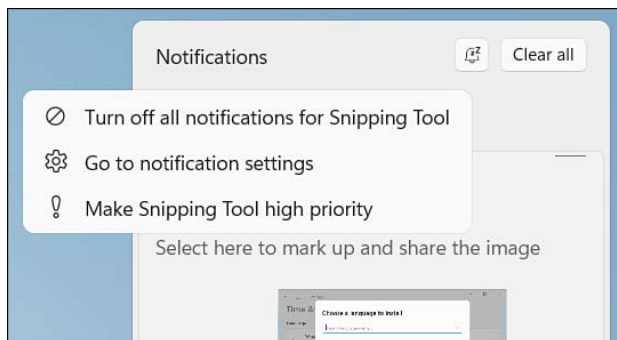 Notifications
Clear all
Turn off all notifications for Snipping Tool
Go to notification settings
Make Snipping Tool high priority
Select here to mark up and share the image
Time &
Choose a language to install